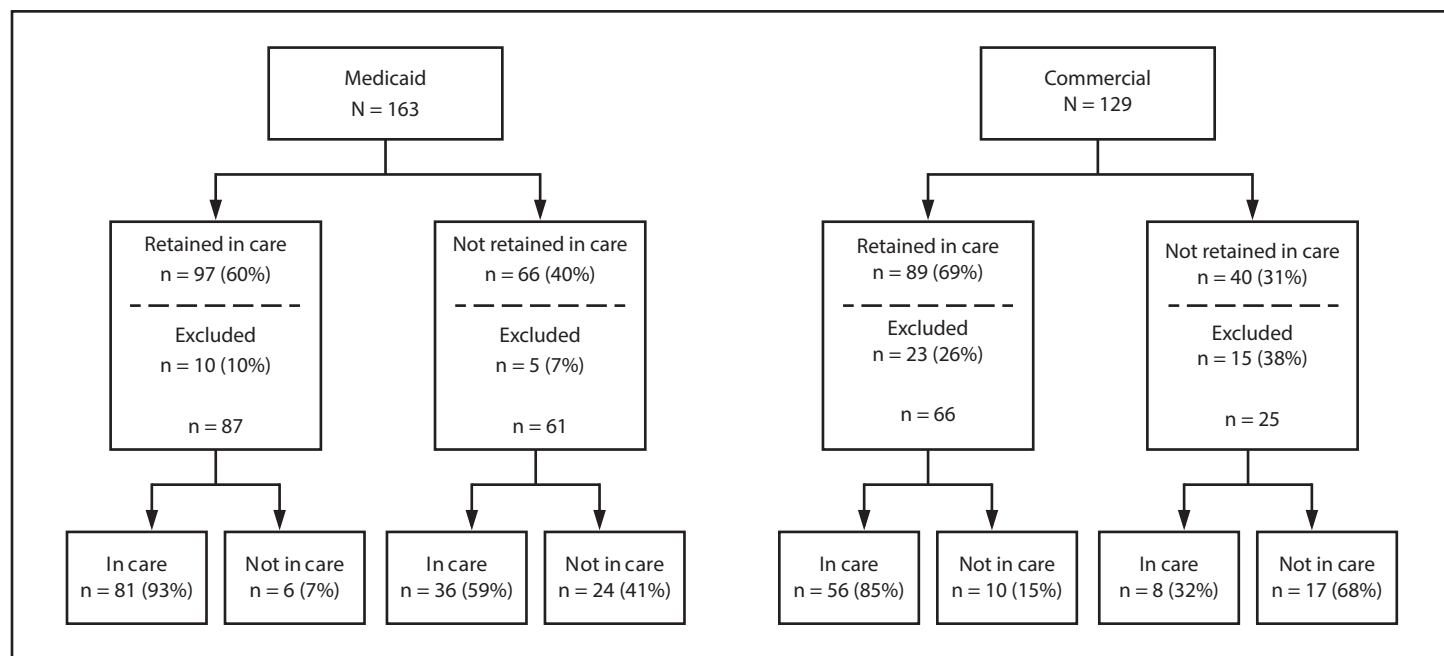 Medicaid
N = 163
Commercial
N = 129
Retained in care
n = 97 (60%)
Excluded
n = 10 (10%)
n = 87
Not retained in care
n = 66 (40%)
Excluded
n = 5 (7%)
n = 61
Retained in care
n = 89 (69%)
Excluded
n = 23 (26%)
n = 66
Not retained in care
n = 40 (31%)
Excluded
n = 15 (38%)
n = 25
In care
n = 81 (93%)
Not in care
n = 6 (7%)
In care
n = 36 (59%)
Not in care
n = 24 (41%)
In care
n = 56 (85%)
Not in care
n = 10 (15%)
In care
n = 8 (32%)
Not in care
n = 17 (68%)